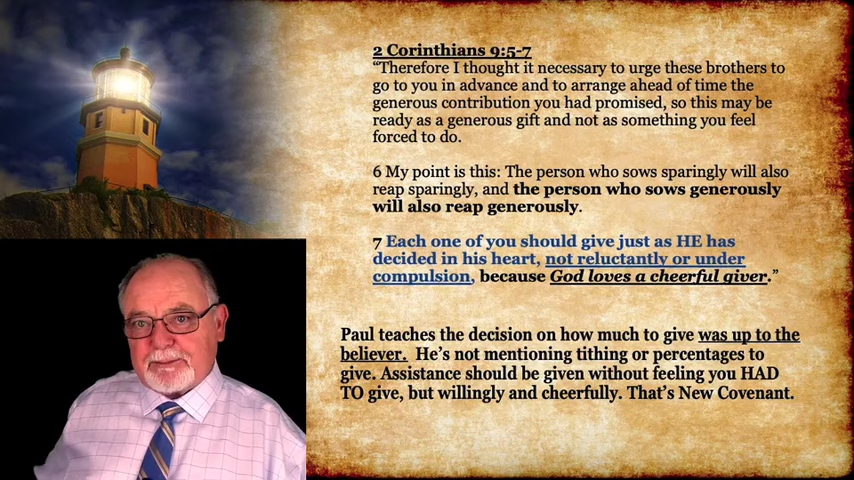 2 Corinthians 9:5-7
“Therefore I thought it necessary to urge these brothers to
go to you in advance and to arrange ahead of time the
generous contribution you had promised, so this may be
ready as a generous gift and not as something you feel
forced to do.
6 My point is this: The person who sows sparingly will also
reap sparingly, and the person who sows generously
will also reap generously.
7 Each one of you should give just as HE has
decided in his heart, not reluctantly or under
compulsion, because God loves a cheerful giver.”
Paul teaches the decision on how much to give was up to the
believer. He’s not mentioning tithing or percentages to
give. Assistance should be given without feeling you HAD
TO give, but willingly and cheerfully. That’s New Covenant.